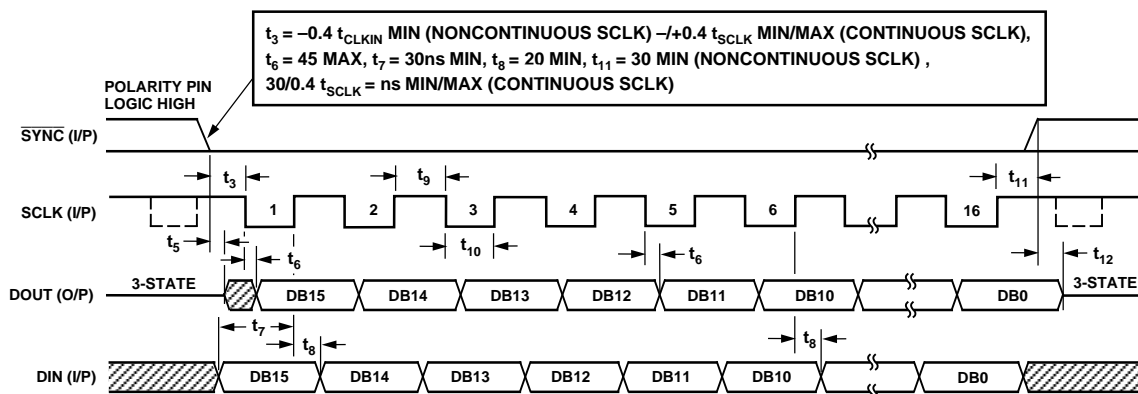 t3 = –0.4 tCLKIN MIN (NONCONTINUOUS SCLK) –/+0.4 tSCLK MIN/MAX (CONTINUOUS SCLK),
t6 = 45 MAX, t7 = 30ns MIN, t8 = 20 MIN, t11 = 30 MIN (NONCONTINUOUS SCLK) ,
30/0.4 tSCLK = ns MIN/MAX (CONTINUOUS SCLK)
POLARITY PIN
LOGIC HIGH
SYNC (I/P)
t3 t9 t11
SCLK (I/P) 1 2 3 4 5 6 16
t5 t6 t10 t6 t12
3-STATE 3-STATE
DOUT (O/P) DB15 DB14 DB13 DB12 DB11 DB10 DB0
t7 t8 t8
DIN (I/P) DB15 DB14 DB13 DB12 DB11 DB10 DB0